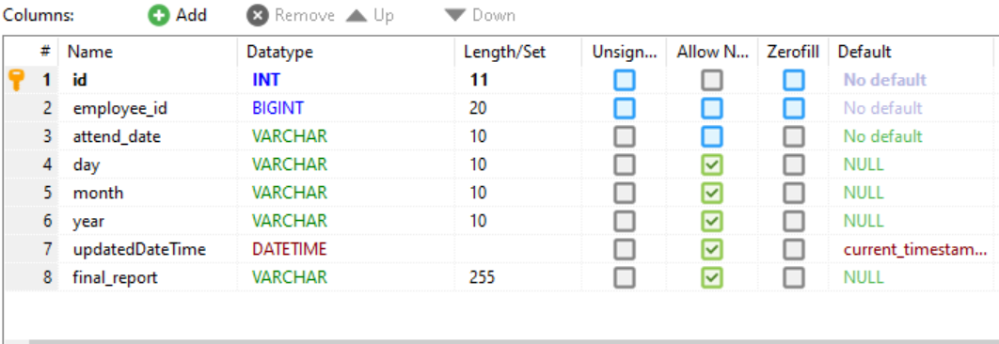 Columns: Add Remove Up Down
# Name Datatype Length/Set Unsign... Allow N... Zerofill Default
1 id INT 11 No default
2 employee_id BIGINT 20 No default
3 attend_date VARCHAR 10 No default
4 day VARCHAR 10 NULL
5 month VARCHAR 10 NULL
6 year VARCHAR 10 NULL
7 updatedDateTime DATETIME current_timestam...
8 final_report VARCHAR 255 NULL